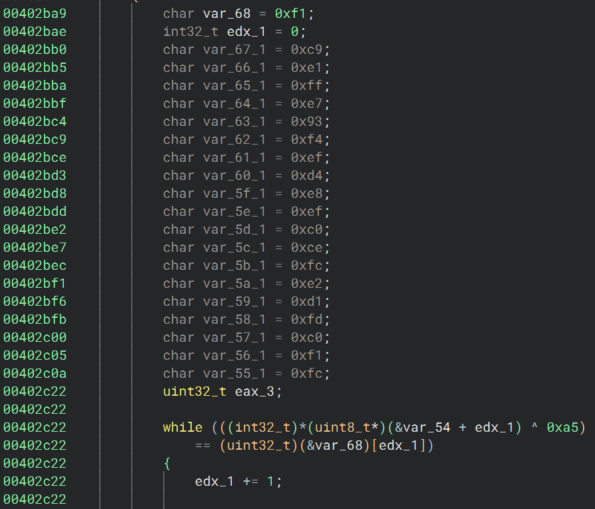 {
00402ba9 char var_68 = 0xf1;
00402bae int32_t edx_1 = 0;
00402bb0 char var_67_1 = 0xc9;
00402bb5 char var_66_1 = 0xe1;
00402bba char var_65_1 = 0xff;
00402bbf char var_64_1 = 0xe7;
00402bc4 char var_63_1 = 0x93;
00402bc9 char var_62_1 = 0xf4;
00402bce char var_61_1 = 0xef;
00402bd3 char var_60_1 = 0xd4;
00402bd8 char var_5f_1 = 0xe8;
00402bdd char var_5e_1 = 0xef;
00402be2 char var_5d_1 = 0xc0;
00402be7 char var_5c_1 = 0xce;
00402bec char var_5b_1 = 0xfc;
00402bf1 char var_5a_1 = 0xe2;
00402bf6 char var_59_1 = 0xd1;
00402bfb char var_58_1 = 0xfd;
00402c00 char var_57_1 = 0xc0;
00402c05 char var_56_1 = 0xf1;
00402c0a char var_55_1 = 0xfc;
00402c22 uint32_t eax_3;
00402c22
00402c22 while (((int32_t)*(uint8_t*)(&var_54 + edx_1) ^ 0xa5)
00402c22 == (uint32_t)(&var_68)[edx_1])
00402c22 {
00402c22 edx_1 += 1;
00402c22